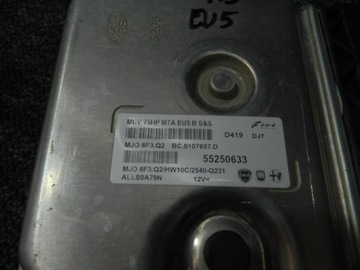 EU5
MCV 75HP MTA EU5 B S&S
D419 DJ7
MJD 8F3.Q2 BC.0107697.D
55250633
MJD 8F3.Q2/HW10C/2540-Q231
ALLS0A79N 12V=